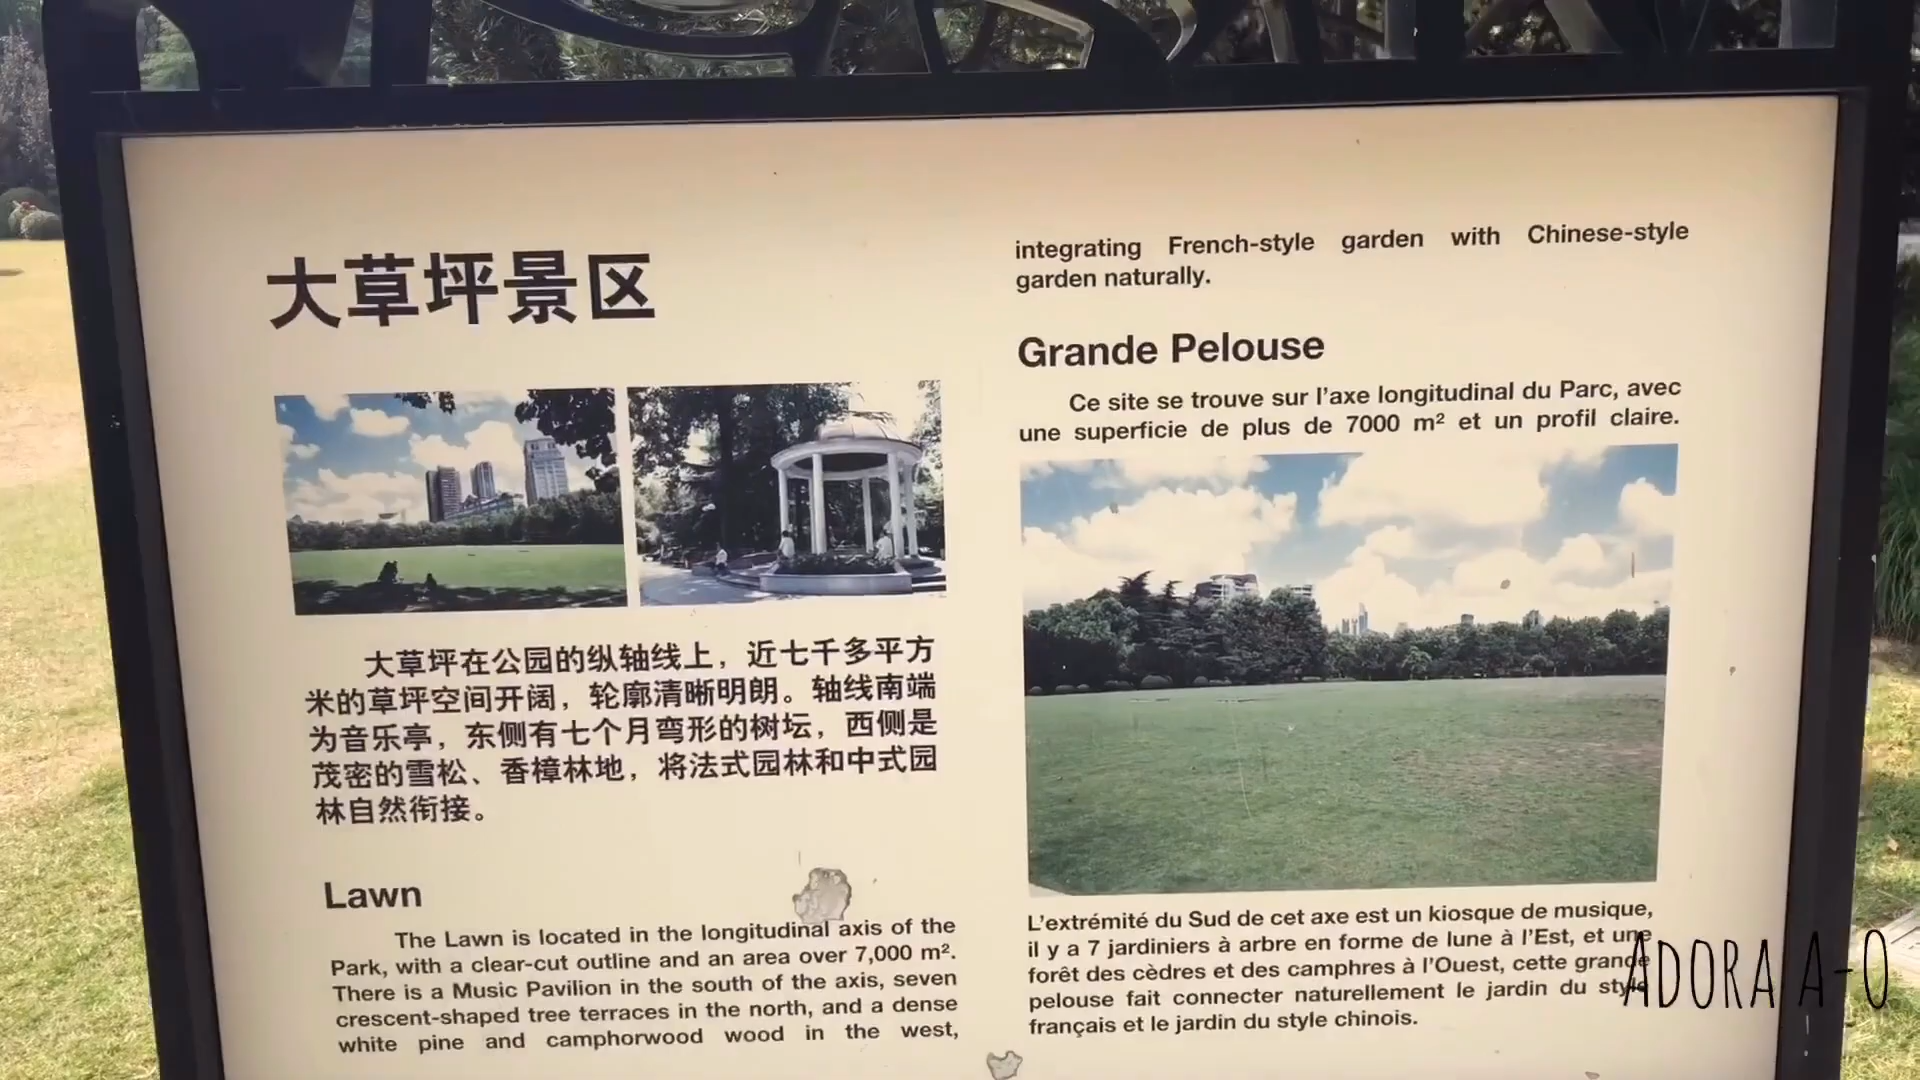 大草坪景区
大草坪在公园的纵轴线上，近七千多平方
米的草坪空间开阔，轮廓清晰明朗。轴线南端
为音乐亭，东侧有七个月弯形的树坛，西侧是
茂密的雪松、香樟林地，将法式园林和中式园
林自然衔接。
Lawn
The Lawn is located in the longitudinal axis of the
Park, with a clear-cut outline and an area over 7,000 m².
There is a Music Pavilion in the south of the axis, seven
crescent-shaped tree terraces in the north, and a dense
white pine and camphorwood wood in the west,
integrating French-style garden with Chinese-style
garden naturally.
Grande Pelouse
Ce site se trouve sur l'axe longitudinal du Parc, avec
une superficie de plus de 7000 m² et un profil claire.
L'extrémité du Sud de cet axe est un kiosque de musique,
il y a 7 jardiniers à arbre en forme de lune à l'Est, et une
forêt des cèdres et des camphres à l'Ouest, cette grande
pelouse fait connecter naturellement le jardin du style
français et le jardin du style chinois.
ADORA A-O